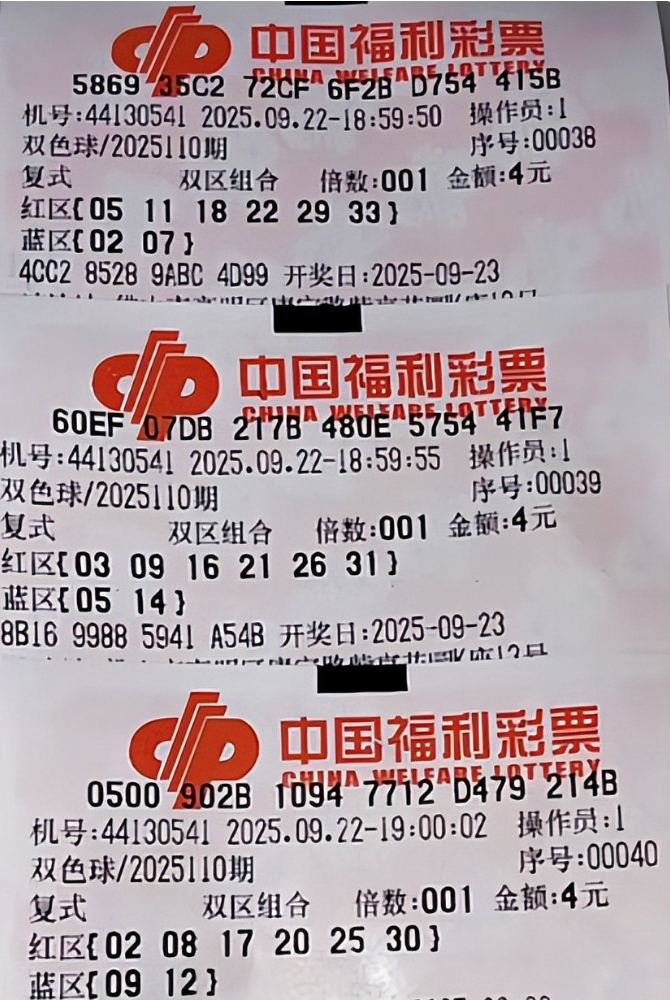 中国福利彩票
CHINA WELFARE LOTTERY
5869 35C2 72CF 6F2B D754 415B
机号:44130541 2025.09.22-18:59:50 操作员:1
双色球/2025110期 序号:00038
复式 双区组合 倍数:001 金额:4元
红区{05 11 18 22 29 33}
蓝区{02 07}
4CC2 8528 9ABC 4D99 开奖日:2025-09-23
中国福利彩票
CHINA WELFARE LOTTERY
60EF 07DB 217B 480E 5754 41F7
机号:44130541 2025.09.22-18:59:55 操作员:1
双色球/2025110期 序号:00039
复式 双区组合 倍数:001 金额:4元
红区{03 09 16 21 26 31}
蓝区{05 14}
8B16 9988 5941 A54B 开奖日:2025-09-23
中国福利彩票
CHINA WELFARE LOTTERY
0500 902B 1094 7712 D479 214B
机号:44130541 2025.09.22-19:00:02 操作员:1
双色球/2025110期 序号:00040
复式 双区组合 倍数:001 金额:4元
红区{02 08 17 20 25 30}
蓝区{09 12}